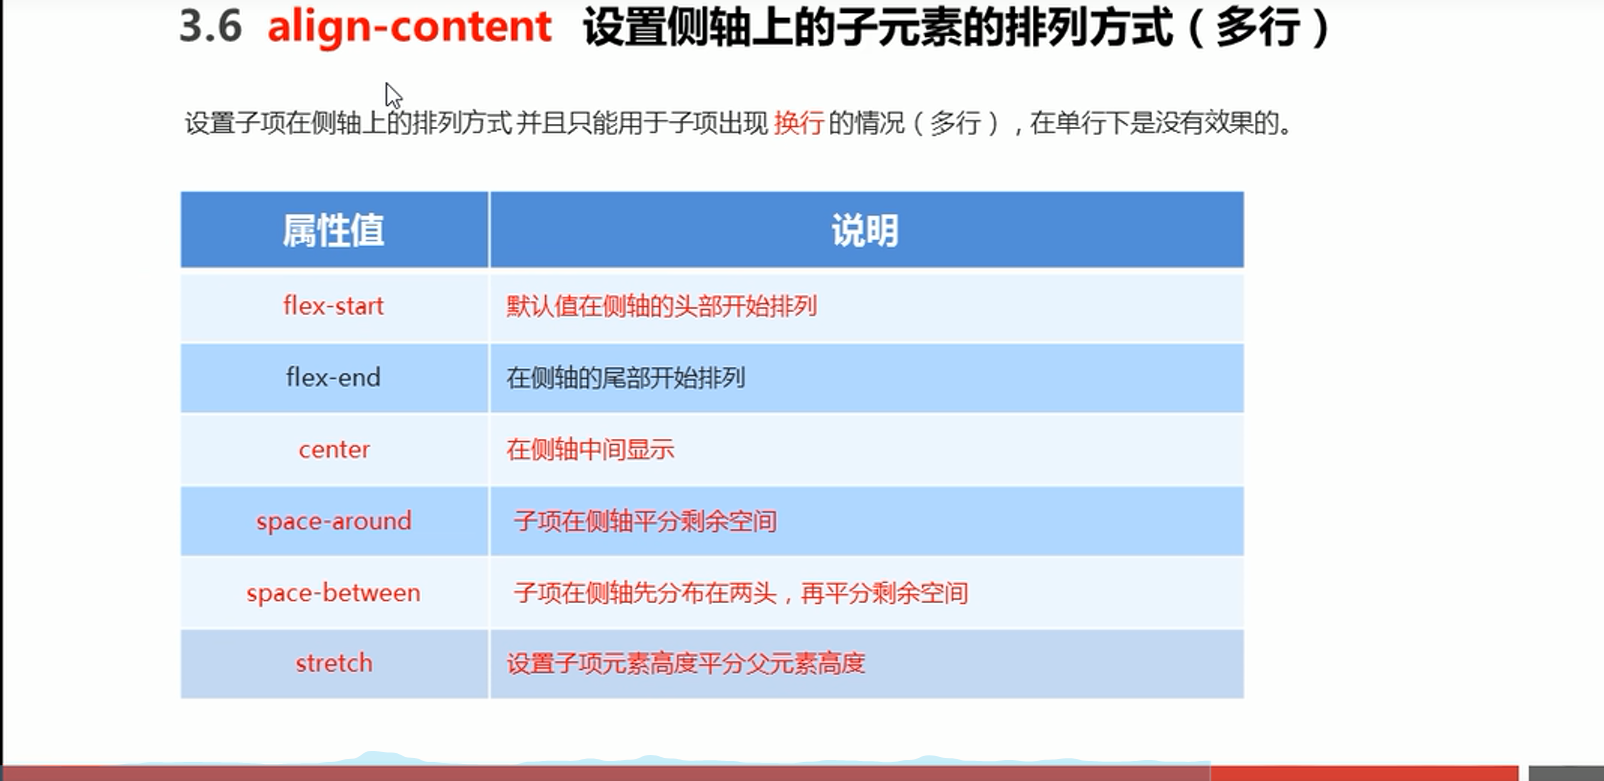 3.6 align-content 设置侧轴上的子元素的排列方式（多行）
设置子项在侧轴上的排列方式 并且只能用于子项出现 换行 的情况（多行），在单行下是没有效果的。
属性值 说明
flex-start 默认值在侧轴的头部开始排列
flex-end 在侧轴的尾部开始排列
center 在侧轴中间显示
space-around 子项在侧轴平分剩余空间
space-between 子项在侧轴先分布在两头，再平分剩余空间
stretch 设置子项元素高度平分父元素高度